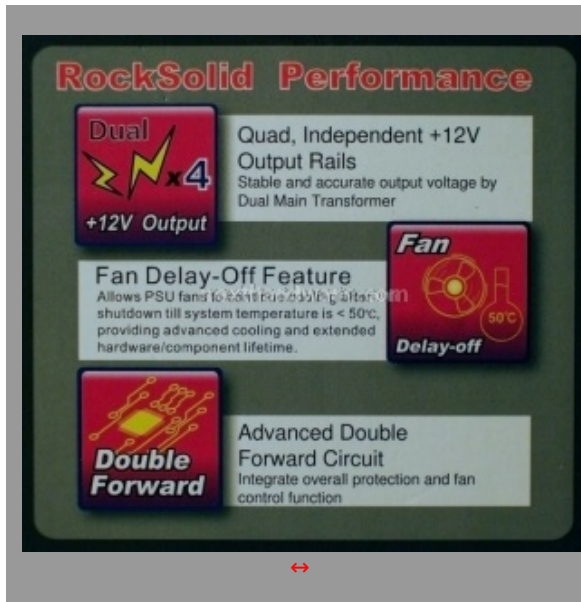 RockSolid Performance
Dual
x4
+12V Output
Quad, Independent +12V
Output Rails
Stable and accurate output voltage by
Dual Main Transformer
Fan Delay-Off Feature
Allows PSU fans to continue cooling after
shutdown till system temperature is < 50℃,
providing advanced cooling and extended
hardware/component lifetime.
Fan
50℃
Delay-off
Double
Forward
Advanced Double
Forward Circuit
Integrate overall protection and fan
control function